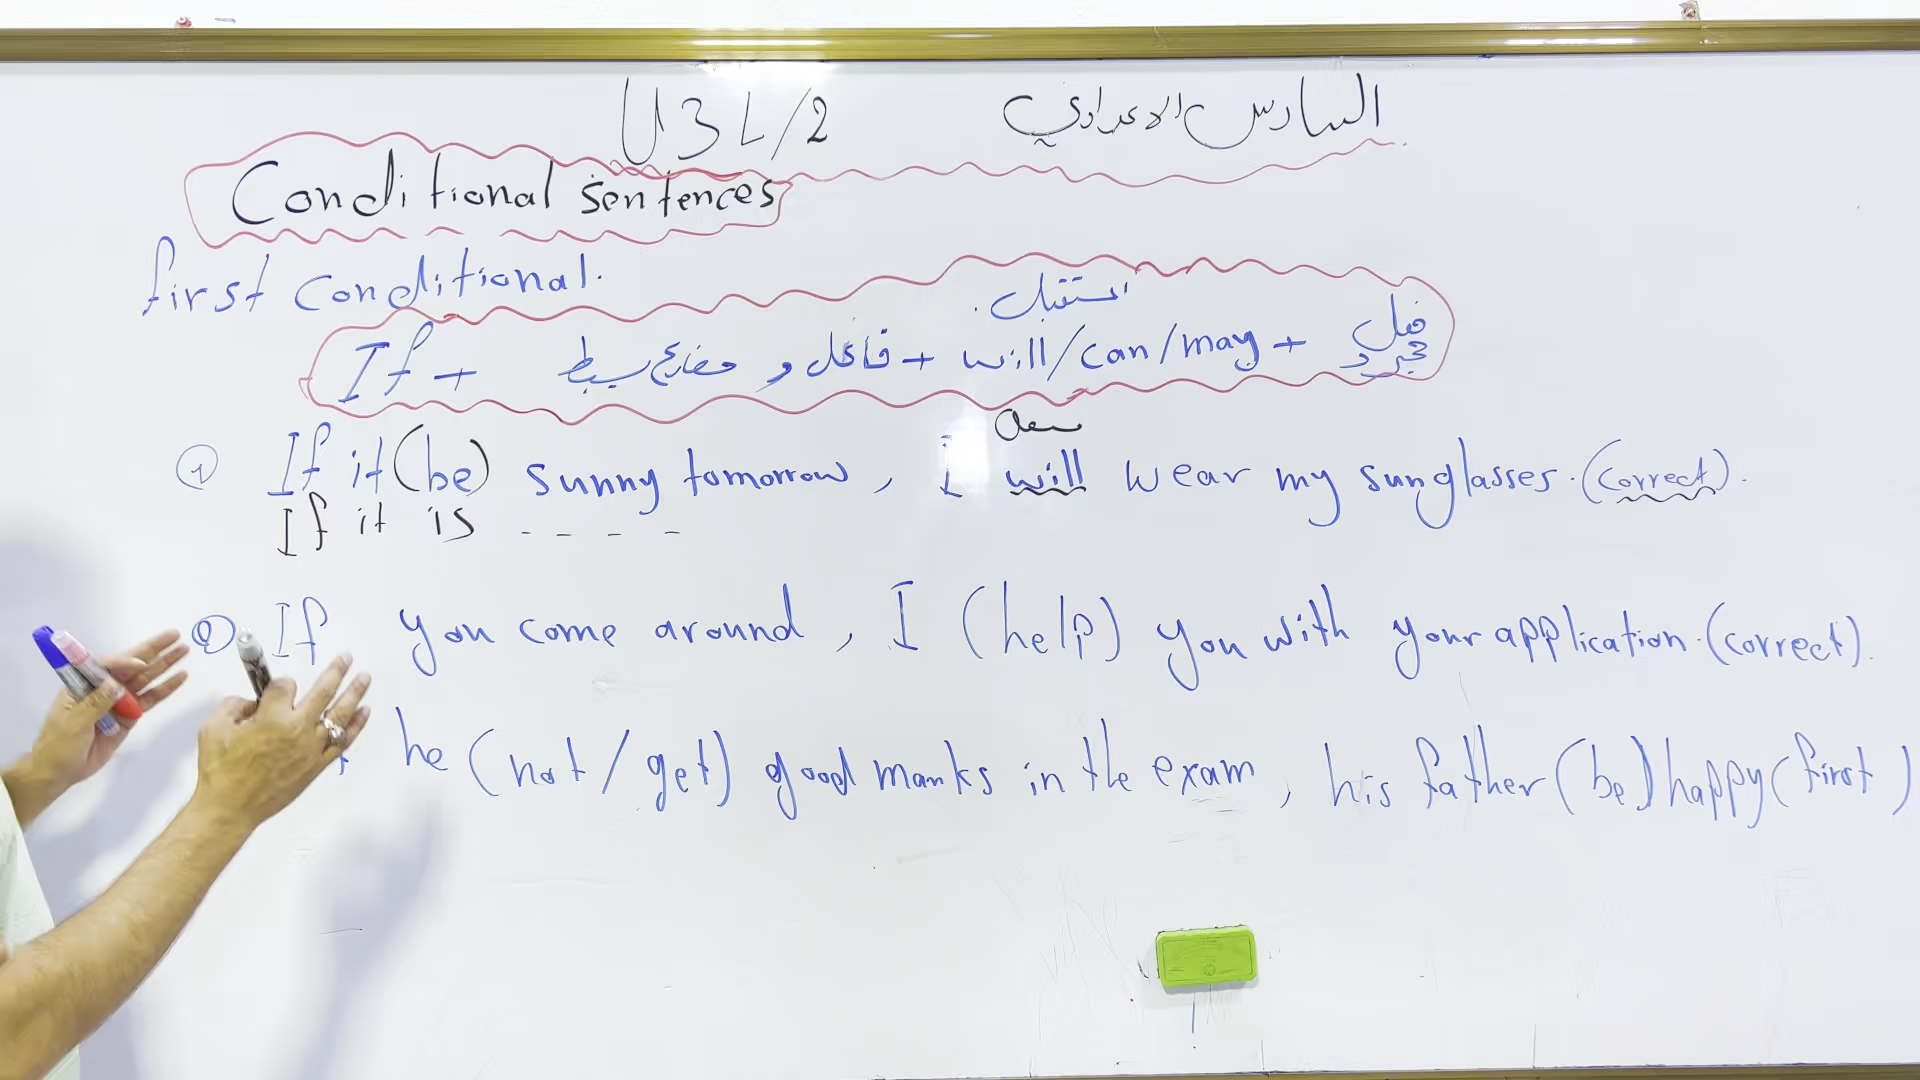 U3 L/2 السادس الاعدادي
Conditional sentences
first conditional.
مستقبل
If + فاعل و مضارع بسيط + will/can/may + فعل مجرد
① If it (be) sunny tomorrow, I will wear my sunglasses. (Correct).
If it is - - - -
② If you come around, I (help) you with your application. (correct).
he (not/get) good marks in the exam, his father (be) happy (first)